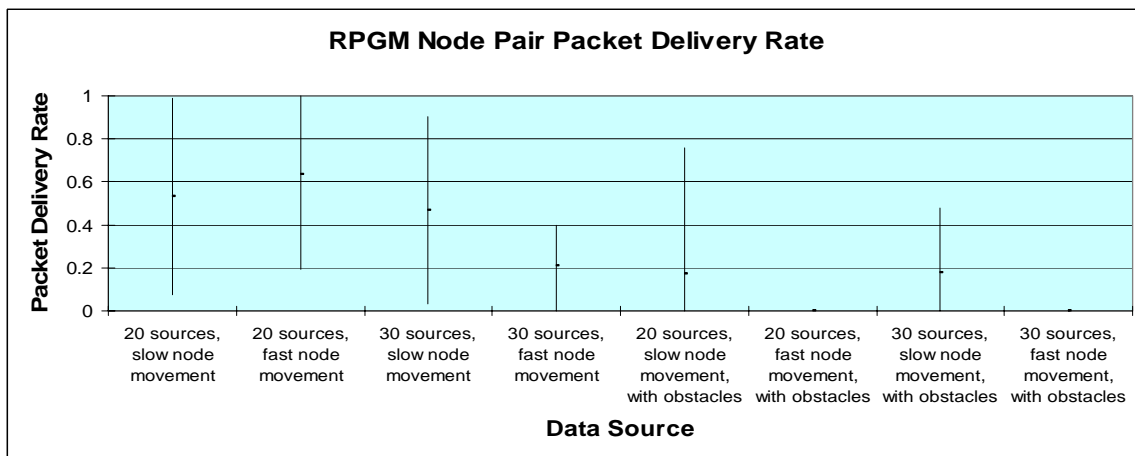 RPGM Node Pair Packet Delivery Rate
Packet Delivery Rate
1
0.8
0.6
0.4
0.2
0
20 sources,
slow node
movement
20 sources,
fast node
movement
30 sources,
slow node
movement
30 sources,
fast node
movement
20 sources,
slow node
movement,
with obstacles
20 sources,
fast node
movement,
with obstacles
30 sources,
slow node
movement,
with obstacles
30 sources,
fast node
movement,
with obstacles
Data Source